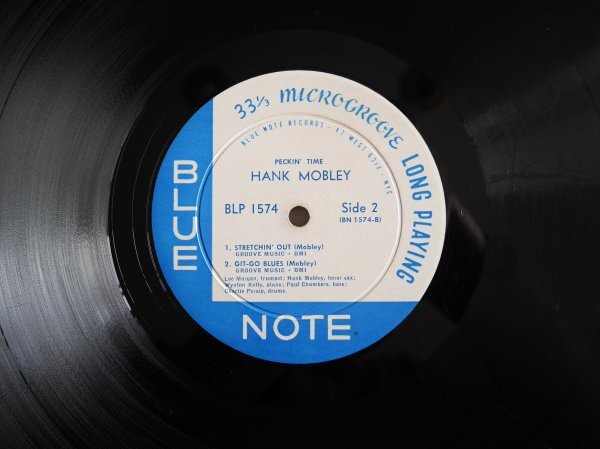 33⅓ MICROGROOVE LONG PLAYING
BLUE NOTE RECORDS · 47 WEST 63rd · NYC
PECKIN' TIME
HANK MOBLEY
BLP 1574 Side 2
(BN 1574-B)
1. STRETCHIN' OUT (Mobley)
GROOVE MUSIC - BMI
2. GIT-GO BLUES (Mobley)
GROOVE MUSIC - BMI
Lee Morgan, trumpet; Hank Mobley, tenor sax;
Wynton Kelly, piano; Paul Chambers, bass;
Charlie Persip, drums.
BLUE
NOTE